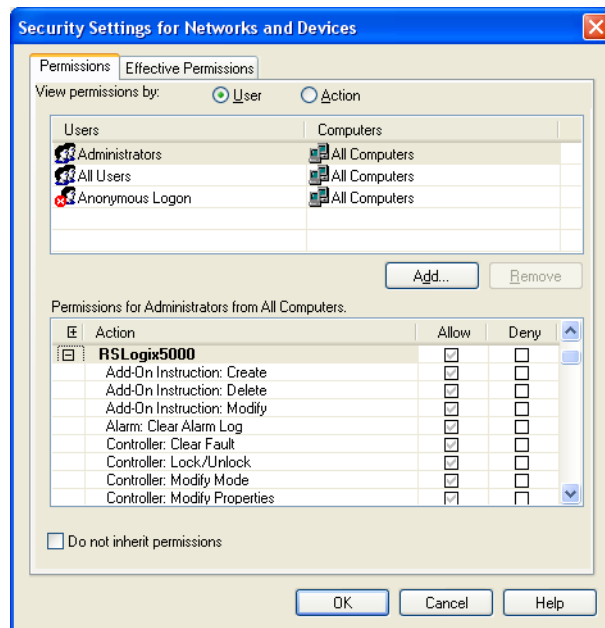 Security Settings for Networks and Devices
Permissions Effective Permissions
View permissions by: User Action
Users Computers
Administrators All Computers
All Users All Computers
Anonymous Logon All Computers
Add... Remove
Permissions for Administrators from All Computers.
Action Allow Deny
RSLogix5000
Add-On Instruction: Create
Add-On Instruction: Delete
Add-On Instruction: Modify
Alarm: Clear Alarm Log
Controller: Clear Fault
Controller: Lock/Unlock
Controller: Modify Mode
Controller: Modify Properties
Do not inherit permissions
OK Cancel Help